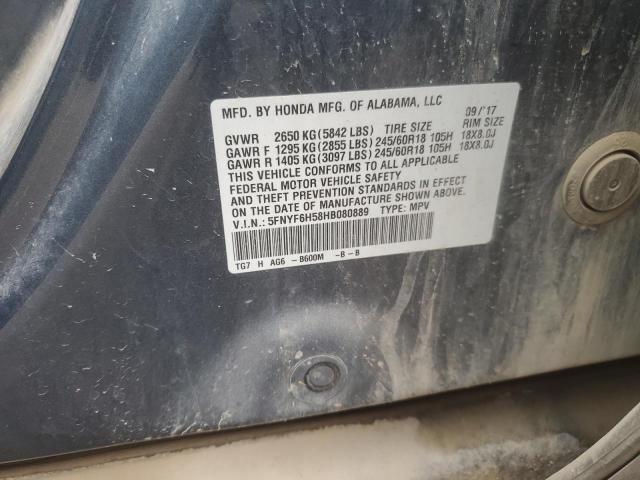 MFD. BY HONDA MFG. OF ALABAMA, LLC 09/'17
GVWR 2650 KG (5842 LBS) TIRE SIZE RIM SIZE
GAWR F 1295 KG (2855 LBS) 245/60R18 105H 18X8.0J
GAWR R 1405 KG (3097 LBS) 245/60R18 105H 18X8.0J
THIS VEHICLE CONFORMS TO ALL APPLICABLE
FEDERAL MOTOR VEHICLE SAFETY
AND THEFT PREVENTION STANDARDS IN EFFECT
ON THE DATE OF MANUFACTURE SHOWN ABOVE.
V.I.N.: 5FNYF6H58HB080889 TYPE: MPV
TG7 H AG6 -B600M -B-B